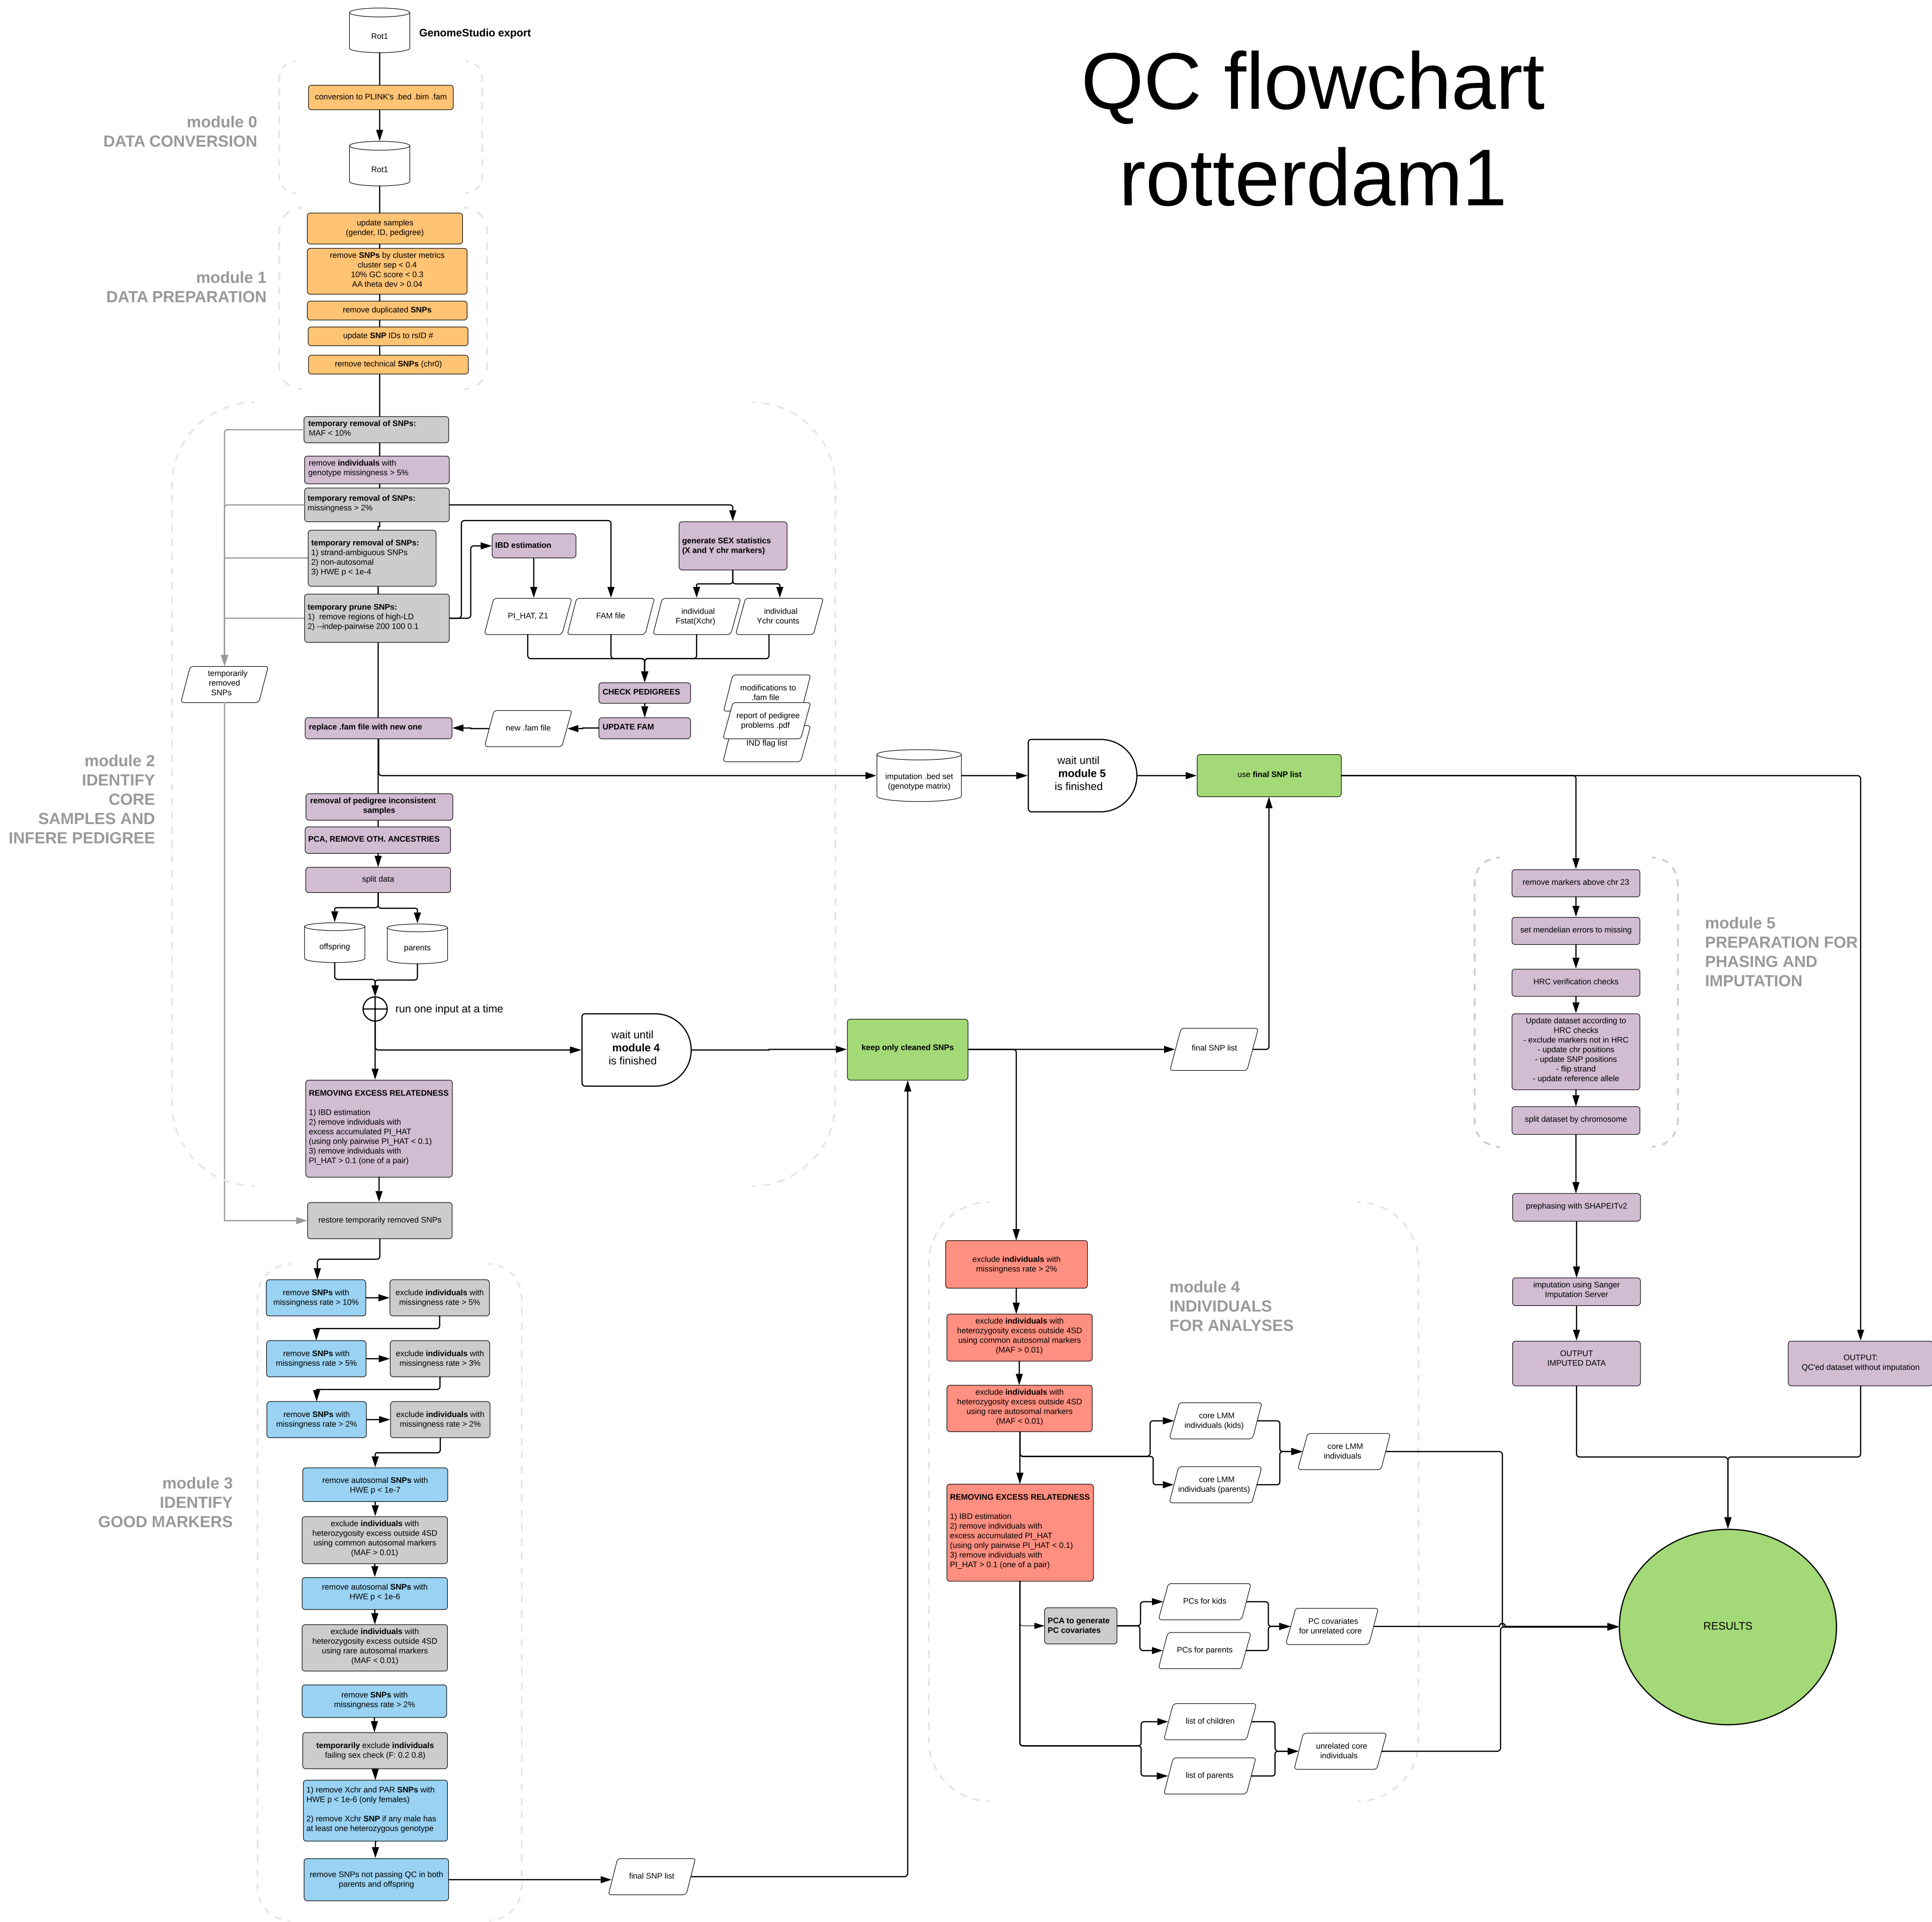 QC flowchart
rotterdam1
Rot1
GenomeStudio export
module 0
DATA CONVERSION
conversion to PLINK's .bed .bim .fam
Rot1
module 1
DATA PREPARATION
update samples
(gender, ID, pedigree)
remove SNPs by cluster metrics
cluster sep < 0.4
10% GC score < 0.3
AA theta dev > 0.04
remove duplicated SNPs
update SNP IDs to rsID #
remove technical SNPs (chr0)
module 2
IDENTIFY
CORE
SAMPLES AND
INFERE PEDIGREE
temporary removal of SNPs:
MAF < 10%
remove individuals with
genotype missingness > 5%
temporary removal of SNPs:
missingness > 2%
temporary removal of SNPs:
1) strand-ambiguous SNPs
2) non-autosomal
3) HWE p < 1e-4
temporary prune SNPs:
1) remove regions of high-LD
2) --indep-pairwise 200 100 0.1
temporarily
removed
SNPs
IBD estimation
generate SEX statistics
(X and Y chr markers)
PI_HAT, Z1
FAM file
individual
Fstat(Xchr)
individual
Ychr counts
CHECK PEDIGREES
UPDATE FAM
new .fam file
replace .fam file with new one
modifications to
.fam file
report of pedigree
problems .pdf
IND flag list
removal of pedigree inconsistent
samples
PCA, REMOVE OTH. ANCESTRIES
split data
offspring
parents
run one input at a time
wait until
module 4
is finished
REMOVING EXCESS RELATEDNESS
1) IBD estimation
2) remove individuals with
excess accumulated PI_HAT
(using only pairwise PI_HAT < 0.1)
3) remove individuals with
PI_HAT > 0.1 (one of a pair)
restore temporarily removed SNPs
imputation .bed set
(genotype matrix)
wait until
module 5
is finished
use final SNP list
keep only cleaned SNPs
final SNP list
module 3
IDENTIFY
GOOD MARKERS
remove SNPs with
missingness rate > 10%
exclude individuals with
missingness rate > 5%
remove SNPs with
missingness rate > 5%
exclude individuals with
missingness rate > 3%
remove SNPs with
missingness rate > 2%
exclude individuals with
missingness rate > 2%
remove autosomal SNPs with
HWE p < 1e-7
exclude individuals with
heterozygosity excess outside 4SD
using common autosomal markers
(MAF > 0.01)
remove autosomal SNPs with
HWE p < 1e-6
exclude individuals with
heterozygosity excess outside 4SD
using rare autosomal markers
(MAF < 0.01)
remove SNPs with
missingness rate > 2%
temporarily exclude individuals
failing sex check (F: 0.2 0.8)
1) remove Xchr and PAR SNPs with
HWE p < 1e-6 (only females)
2) remove Xchr SNP if any male has
at least one heterozygous genotype
remove SNPs not passing QC in both
parents and offspring
final SNP list
module 4
INDIVIDUALS
FOR ANALYSES
exclude individuals with
missingness rate > 2%
exclude individuals with
heterozygosity excess outside 4SD
using common autosomal markers
(MAF > 0.01)
exclude individuals with
heterozygosity excess outside 4SD
using rare autosomal markers
(MAF < 0.01)
REMOVING EXCESS RELATEDNESS
1) IBD estimation
2) remove individuals with
excess accumulated PI_HAT
(using only pairwise PI_HAT < 0.1)
3) remove individuals with
PI_HAT > 0.1 (one of a pair)
core LMM
individuals (kids)
core LMM
individuals (parents)
core LMM
individuals
PCA to generate
PC covariates
PCs for kids
PCs for parents
PC covariates
for unrelated core
list of children
list of parents
unrelated core
individuals
module 5
PREPARATION FOR
PHASING AND
IMPUTATION
remove markers above chr 23
set mendelian errors to missing
HRC verification checks
Update dataset according to
HRC checks
- exclude markers not in HRC
- update chr positions
- update SNP positions
- flip strand
- update reference allele
split dataset by chromosome
prephasing with SHAPEITv2
imputation using Sanger
Imputation Server
OUTPUT
IMPUTED DATA
OUTPUT:
QC'ed dataset without imputation
RESULTS